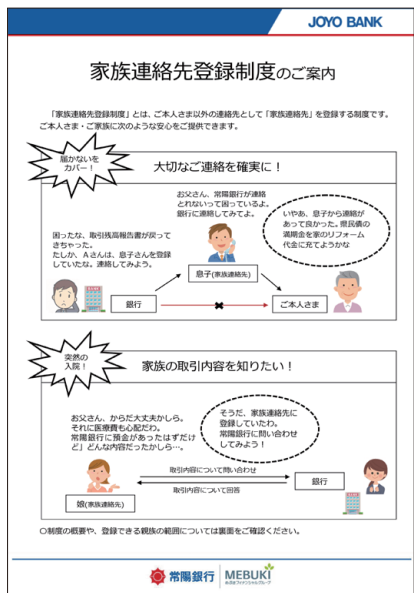 JOYO BANK
家族連絡先登録制度のご案内
「家族連絡先登録制度」とは、ご本人さま以外の連絡先として「家族連絡先」を登録する制度です。
ご本人さま・ご家族に次のような安心をご提供できます。
届かないを
カバー！
大切なご連絡を確実に！
お父さん、常陽銀行が連絡
とれないって困っているよ。
銀行に連絡してみてよ。
いやあ、息子から連絡が
あって良かった。県民債の
満期金を家のリフォーム
代金に充てようかな
困ったな、取引残高報告書が戻って
きちゃった。
たしか、Aさんは、息子さんを登録
していたな。連絡してみよう。
息子(家族連絡先)
銀行
ご本人さま
突然の
入院！
家族の取引内容を知りたい！
お父さん、からだ大丈夫かしら。
それに医療費も心配だわ。
常陽銀行に預金があったはずだけ
ど」どんな内容だったかしら…。
そうだ、家族連絡先に
登録していたわ。
常陽銀行に問い合わせ
してみよう！
取引内容について問い合わせ
取引内容について回答
銀行
娘(家族連絡先)
〇制度の概要や、登録できる親族の範囲については裏面をご確認ください。
常陽銀行
MEBUKI
めぶきフィナンシャルグループ